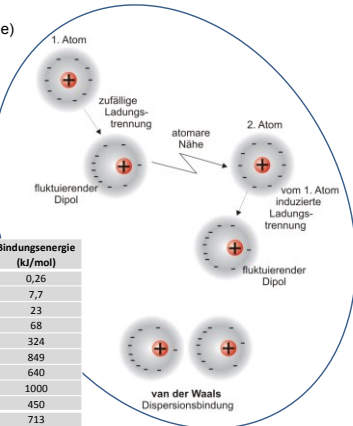 e)
1. Atom
zufällige
Ladungs-
trennung
fluktuierender
Dipol
atomare
Nähe
2. Atom
vom 1. Atom
induzierte
Ladungs-
trennung
fluktuierender
Dipol
Bindungsenergie
(kJ/mol)
0,26
7,7
23
68
324
849
640
1000
450
713
van der Waals
Dispersionsbindung